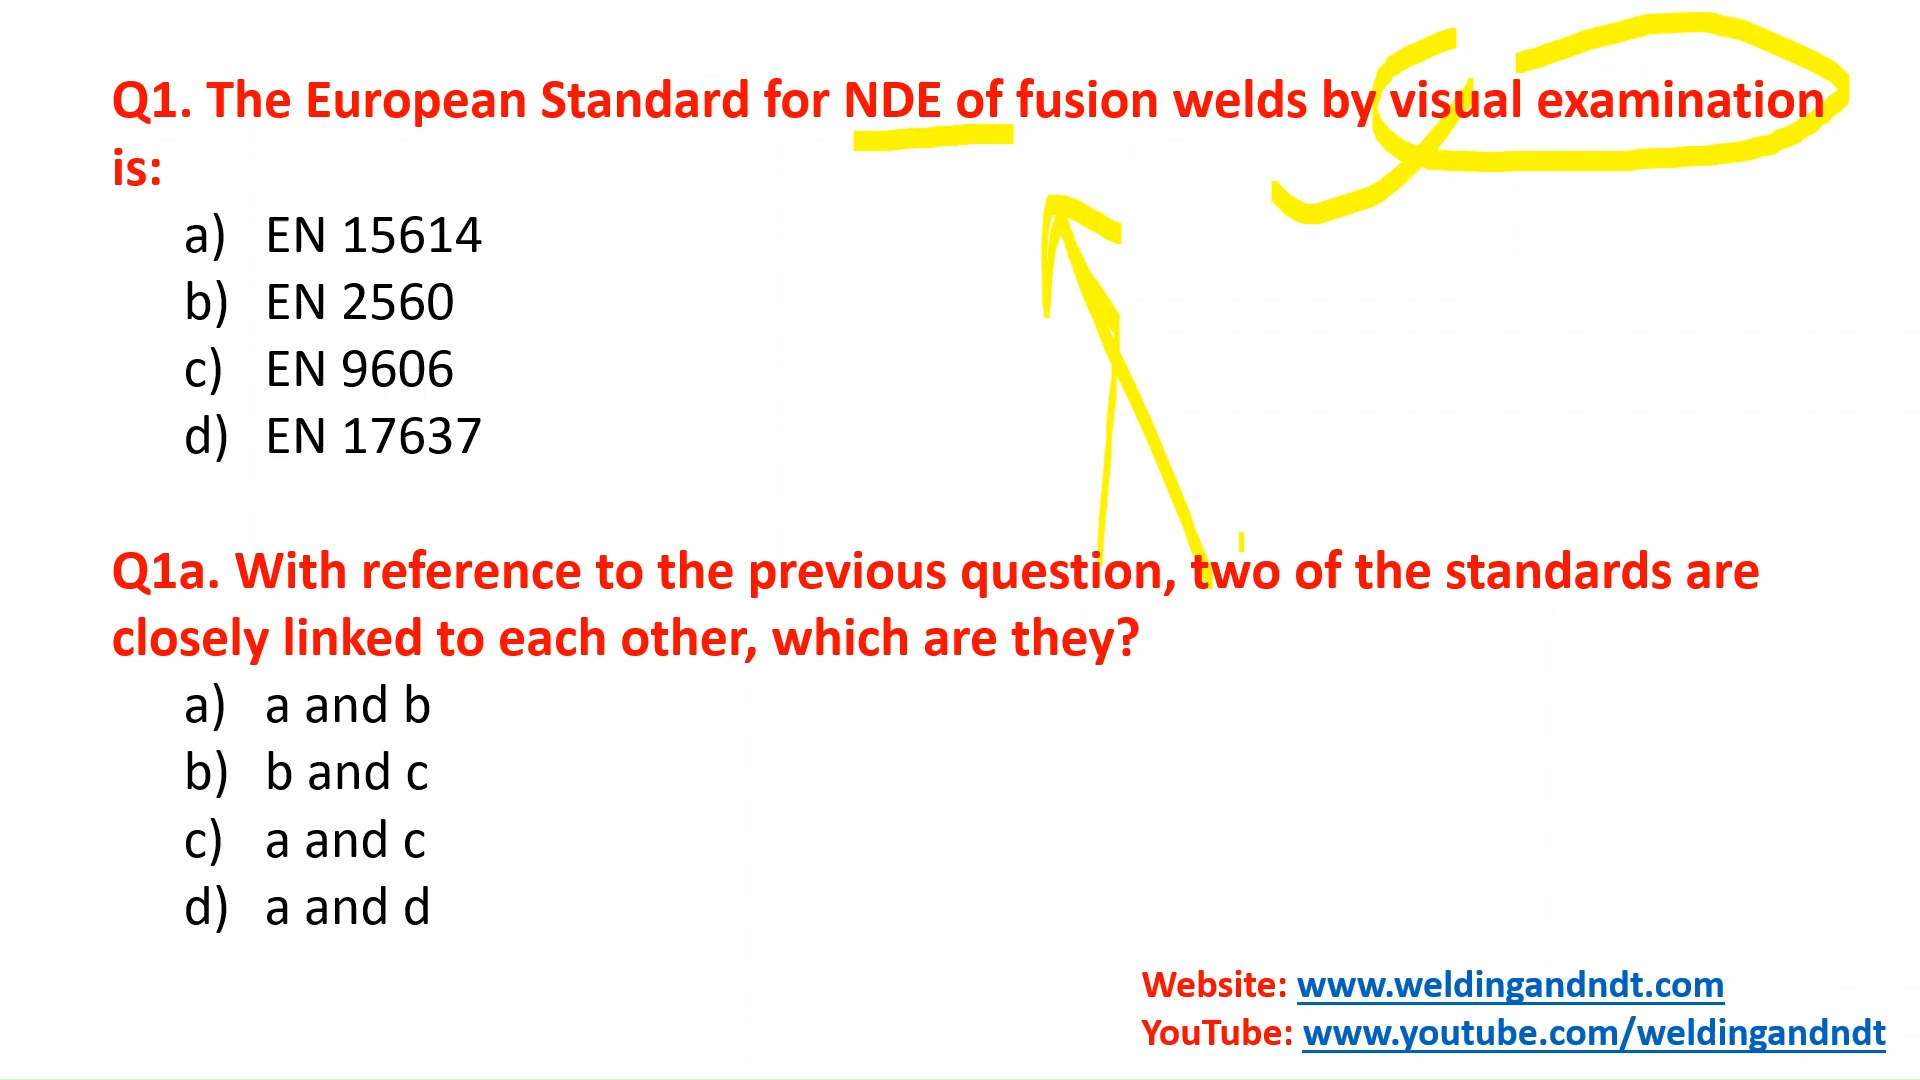 Q1. The European Standard for NDE of fusion welds by visual examination
is:
a) EN 15614
b) EN 2560
c) EN 9606
d) EN 17637
Q1a. With reference to the previous question, two of the standards are
closely linked to each other, which are they?
a) a and b
b) b and c
c) a and c
d) a and d
Website: www.weldingandndt.com
YouTube: www.youtube.com/weldingandndt